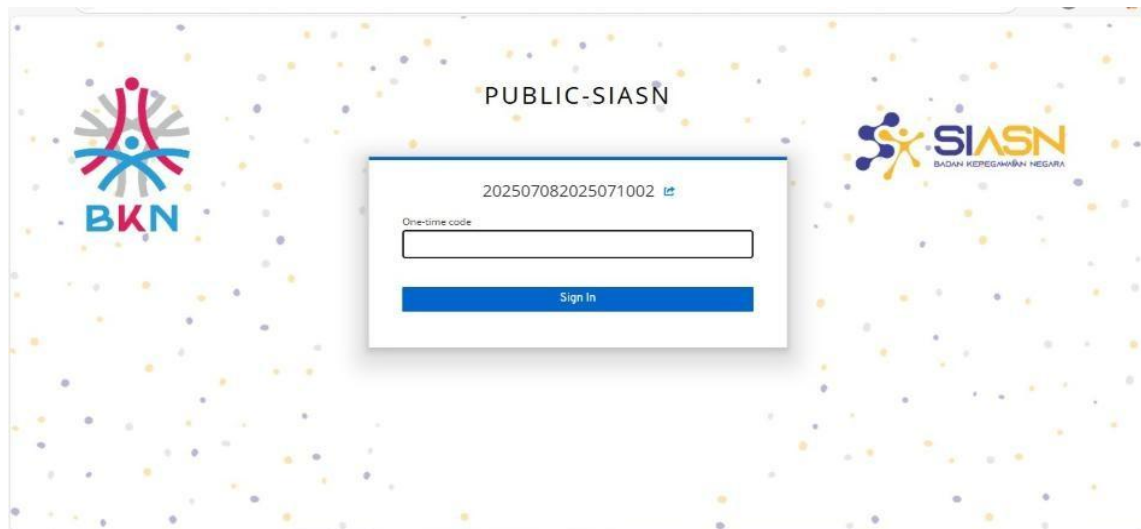 PUBLIC-SIASN
BKN
SIASN
BADAN KEPEGAWAIAN NEGARA
202507082025071002
One-time code
Sign In